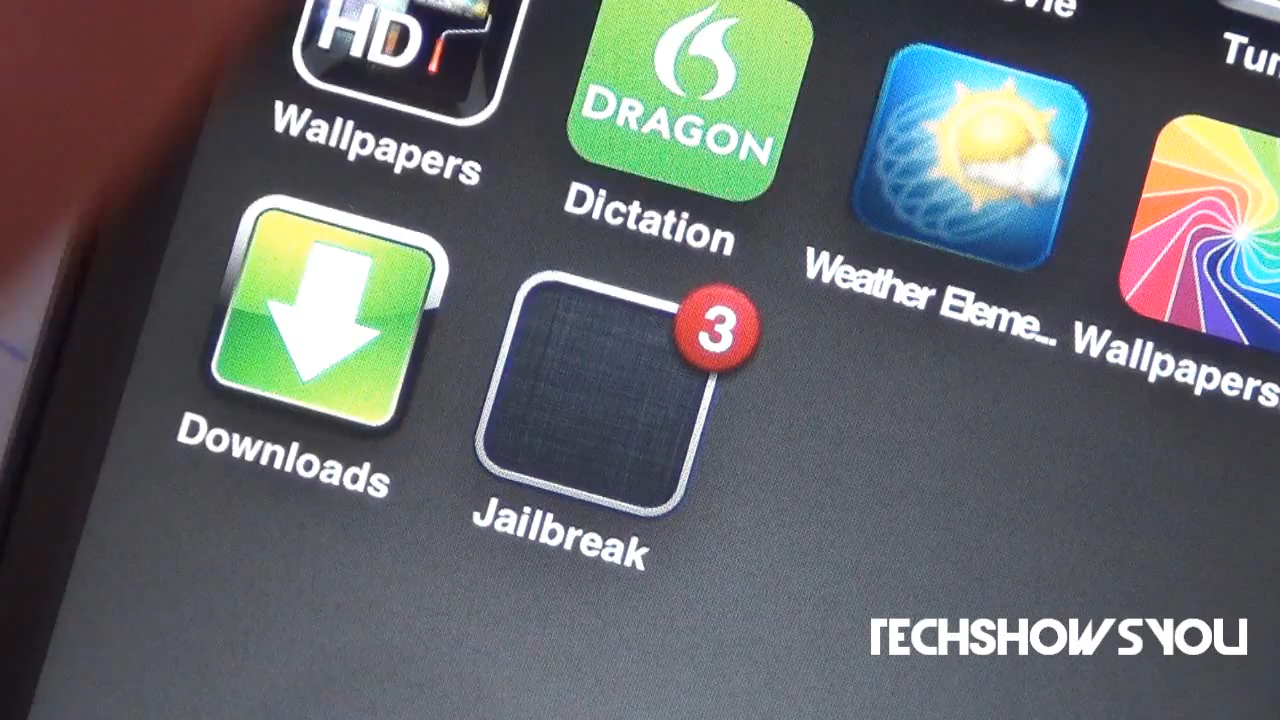 HD
Wallpapers
DRAGON
Dictation
Weather Eleme...
Wallpapers
Downloads
3
Jailbreak
TECHSHOWSYOU